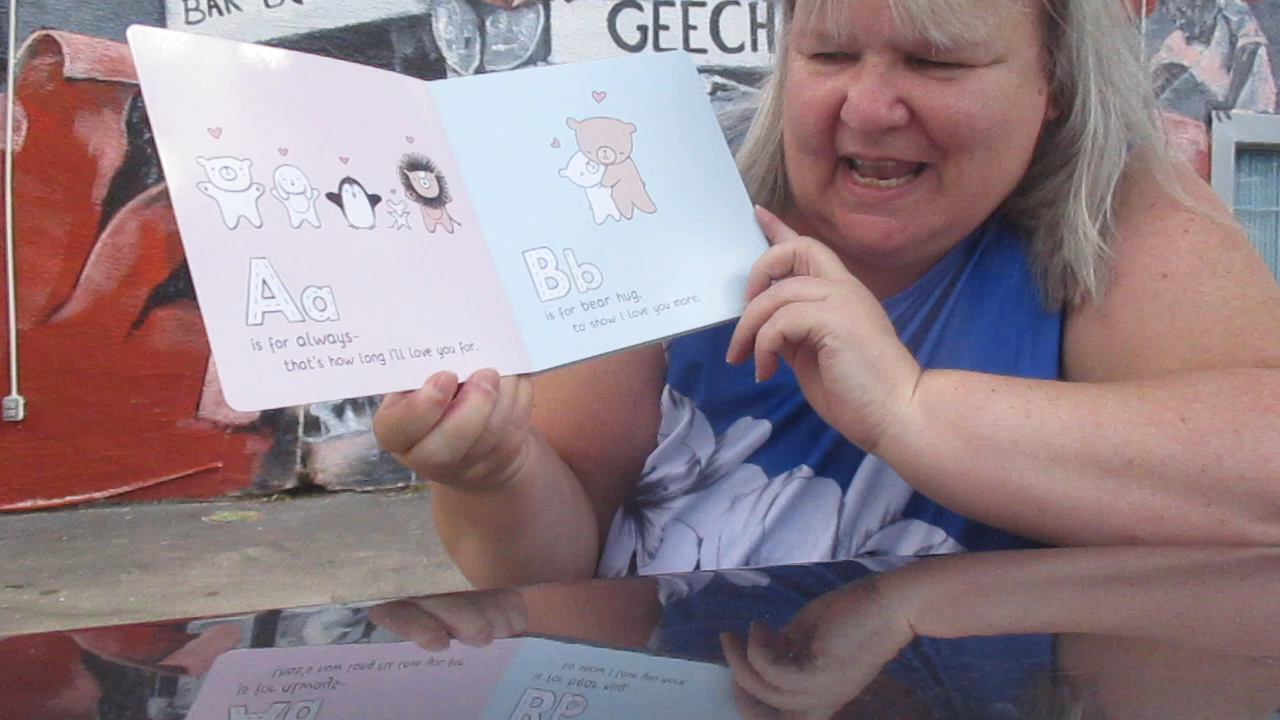 BAR
GEECH
Aa
is for always-
that's how long I'll love you for.
Bb
is for bear hug,
to show I love you more.